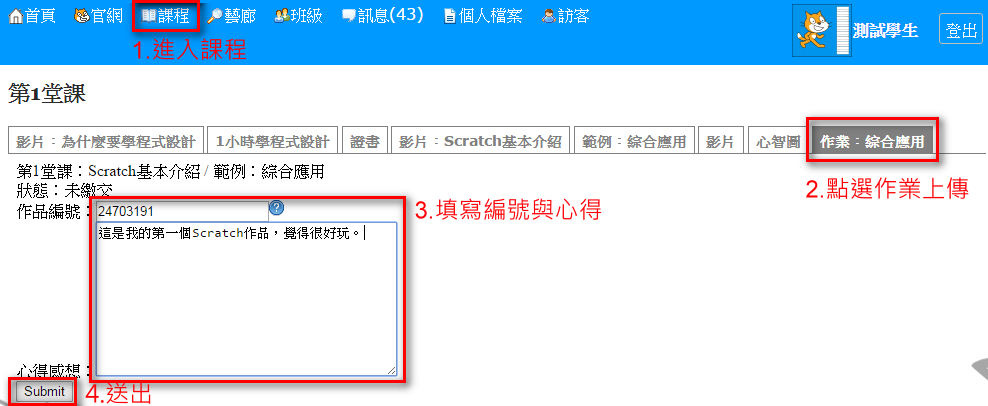 首頁 官網 課程 藝廊 班級 訊息(43) 個人檔案 訪客
測試學生 登出
1.進入課程
第1堂課
影片：為什麼要學程式設計 1小時學程式設計 證書 影片：Scratch基本介紹 範例：綜合應用 影片 心智圖 作業：綜合應用
第1堂課：Scratch基本介紹 / 範例：綜合應用
2.點選作業上傳
狀態：未繳交
作品編號：24703191
3.填寫編號與心得
這是我的第一個Scratch作品，覺得很好玩。
心得感想：
Submit
4.送出